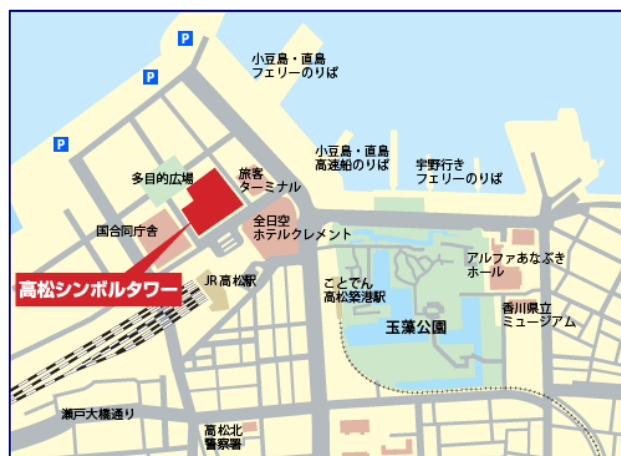 P
小豆島・直島
フェリーのりば
P
P
小豆島・直島
高速船のりば
宇野行き
フェリーのりば
多目的広場
旅客
ターミナル
国合同庁舎
全日空
ホテルクレメント
アルファあなぶき
ホール
高松シンボルタワー
JR高松駅
ことでん
高松築港駅
香川県立
ミュージアム
玉藻公園
瀬戸大橋通り
高松北
警察署